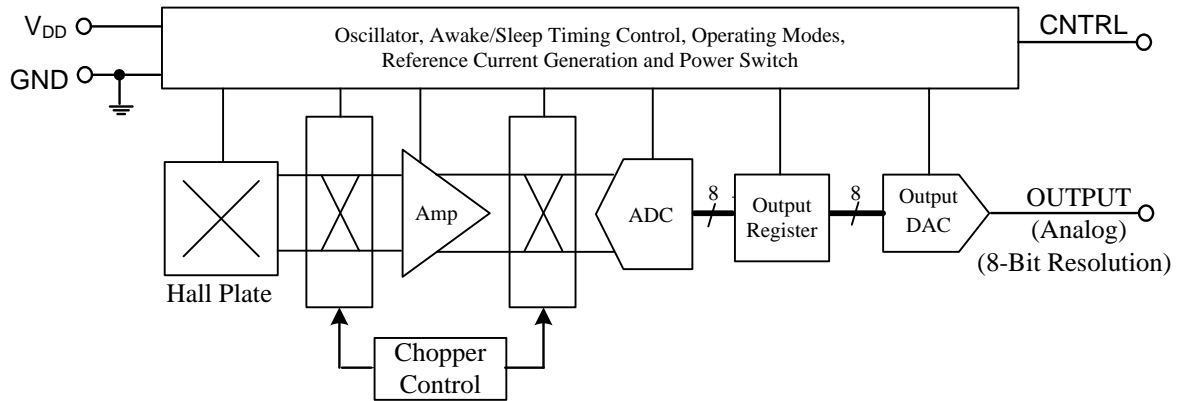 V_DD
Oscillator, Awake/Sleep Timing Control, Operating Modes,
Reference Current Generation and Power Switch
CNTRL
GND
Hall Plate
Amp
ADC
8
Output
Register
8
Output
DAC
OUTPUT
(Analog)
(8-Bit Resolution)
Chopper
Control